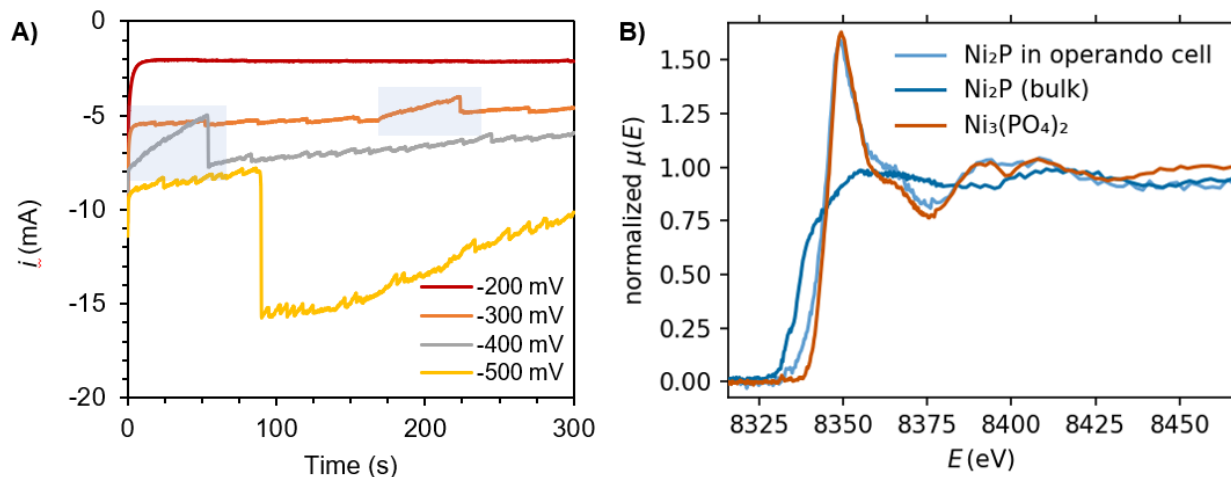 A)
0
-5
-10
-15
-20
i (mA)
0
100
200
300
Time (s)
-200 mV
-300 mV
-400 mV
-500 mV
B)
1.50
1.25
1.00
0.75
0.50
0.25
0.00
normalized μ(E)
8325 8350 8375 8400 8425 8450
E (eV)
Ni₂P in operando cell
Ni₂P (bulk)
Ni₃(PO₄)₂